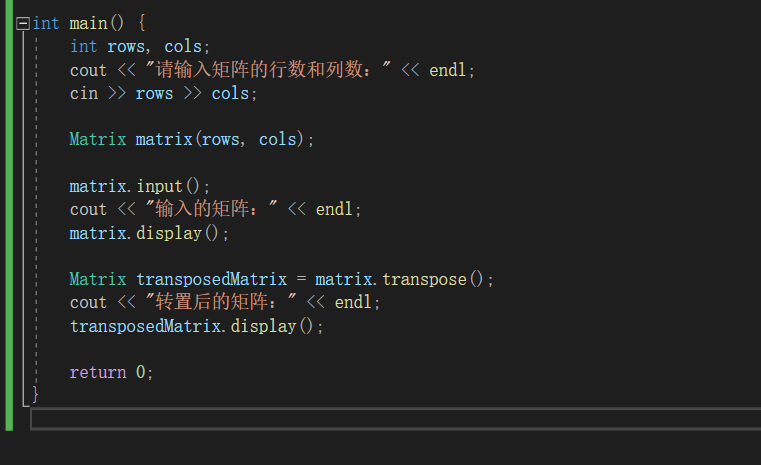 int main() {
int rows, cols;
cout << "请输入矩阵的行数和列数：" << endl;
cin >> rows >> cols;
Matrix matrix(rows, cols);
matrix.input();
cout << "输入的矩阵：" << endl;
matrix.display();
Matrix transposedMatrix = matrix.transpose();
cout << "转置后的矩阵：" << endl;
transposedMatrix.display();
return 0;
}